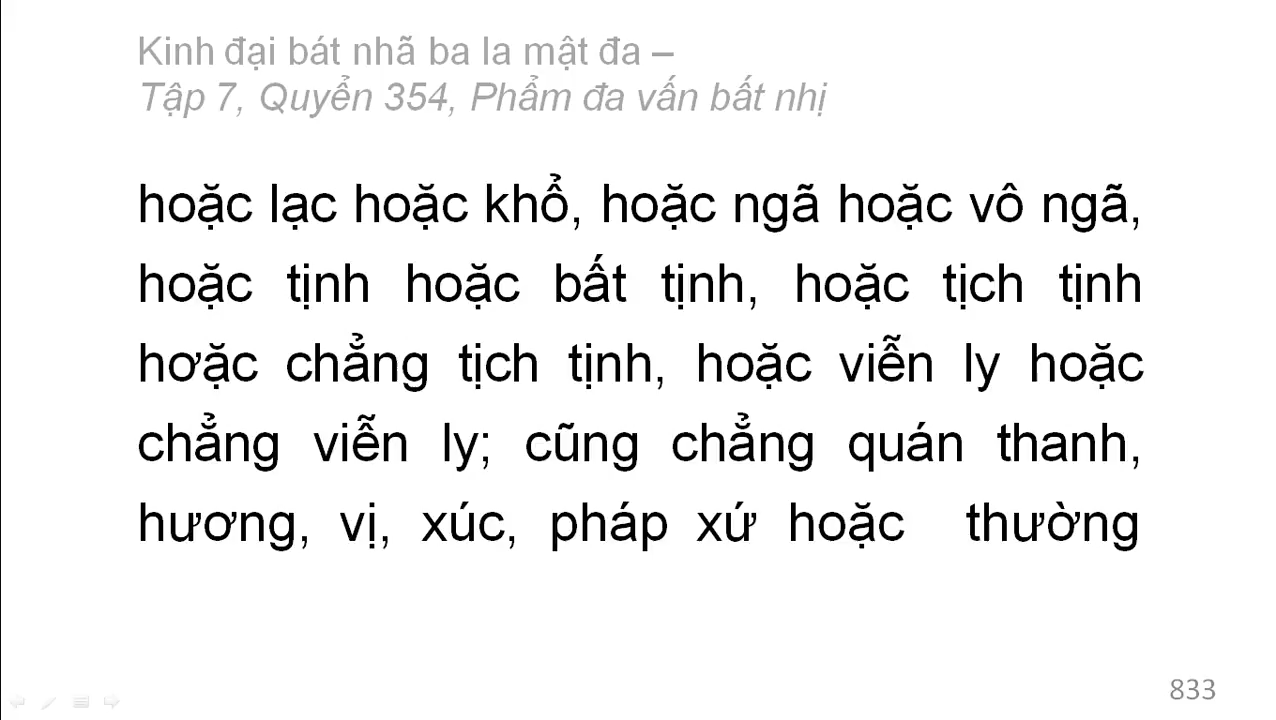 Kinh đại bát nhã ba la mật đa –
Tập 7, Quyển 354, Phẩm đa vấn bất nhị
hoặc lạc hoặc khổ, hoặc ngã hoặc vô ngã,
hoặc tịnh hoặc bất tịnh, hoặc tịch tịnh
hơặc chẳng tịch tịnh, hoặc viễn ly hoặc
chẳng viễn ly; cũng chẳng quán thanh,
hương, vị, xúc, pháp xứ hoặc thường
833